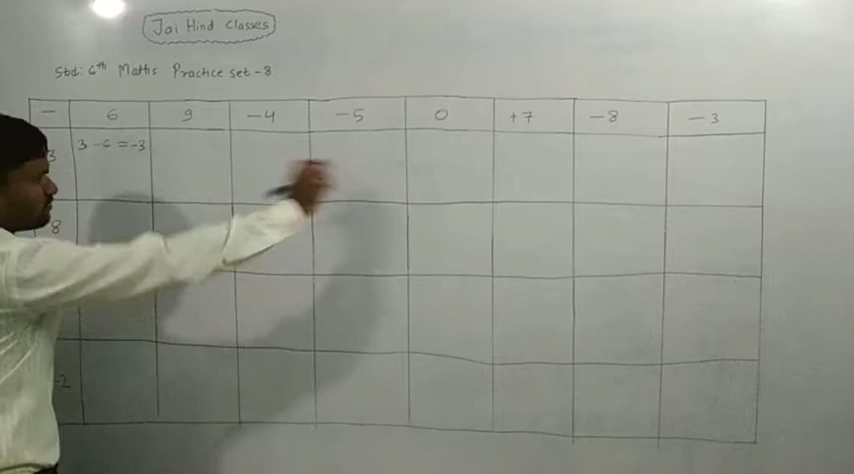 Jai Hind classes
Std: 6th Maths Practice set - 8
- 6 9 -4 -5 0 +7 -8 -3
3 3 - 6 = -3
8
-2